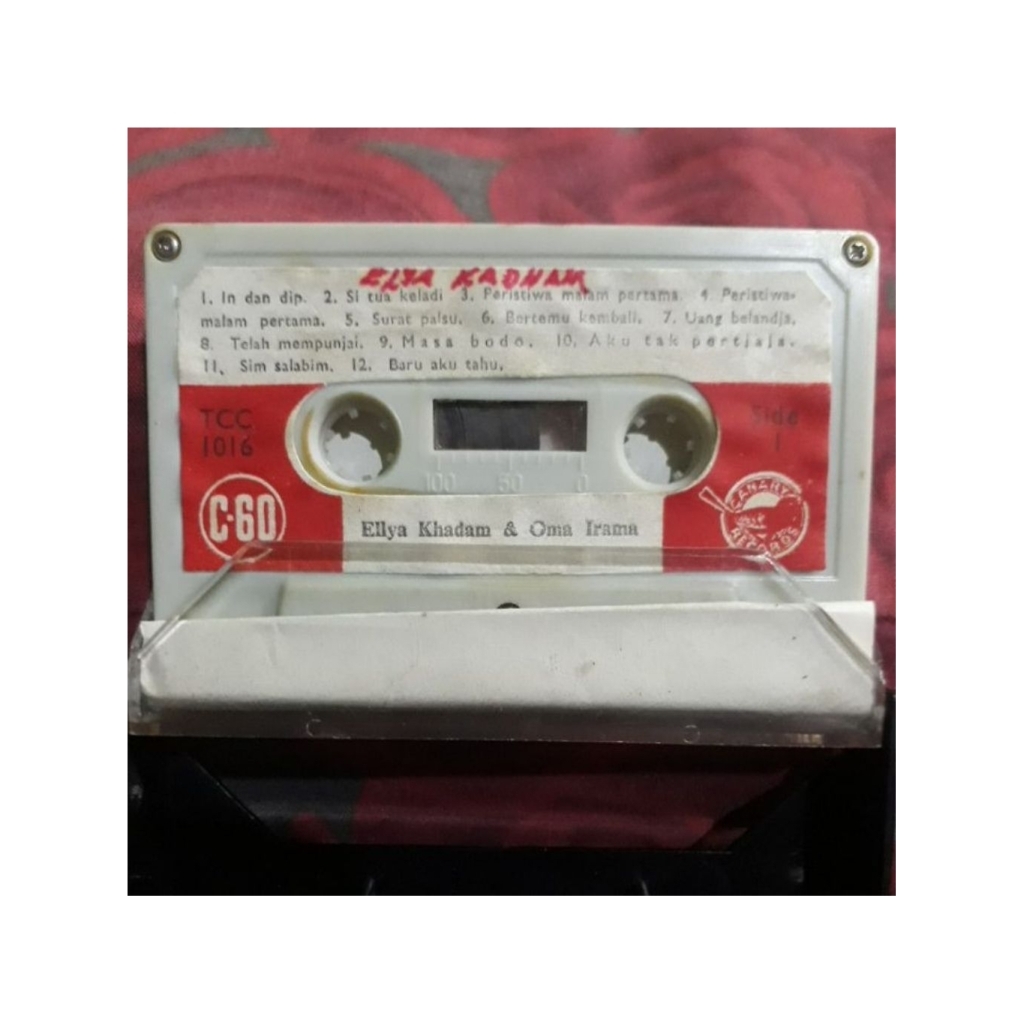 ELYA KADHAM
1. In dan dip. 2. Si tua keladi 3. Peristiwa malam pertama. 4. Peristiwa-
malam pertama. 5. Surat palsu. 6. Bertemu kembali. 7. Uang belandja.
8. Telah mempunjai. 9. Masa bodo. 10. Aku tak pertjaja.
11. Sim salabim. 12. Baru aku tahu.
TCC
1016
Side
1
100 50 0
C-60
Ellya Khadam & Oma Irama
CANARY
RECORDS